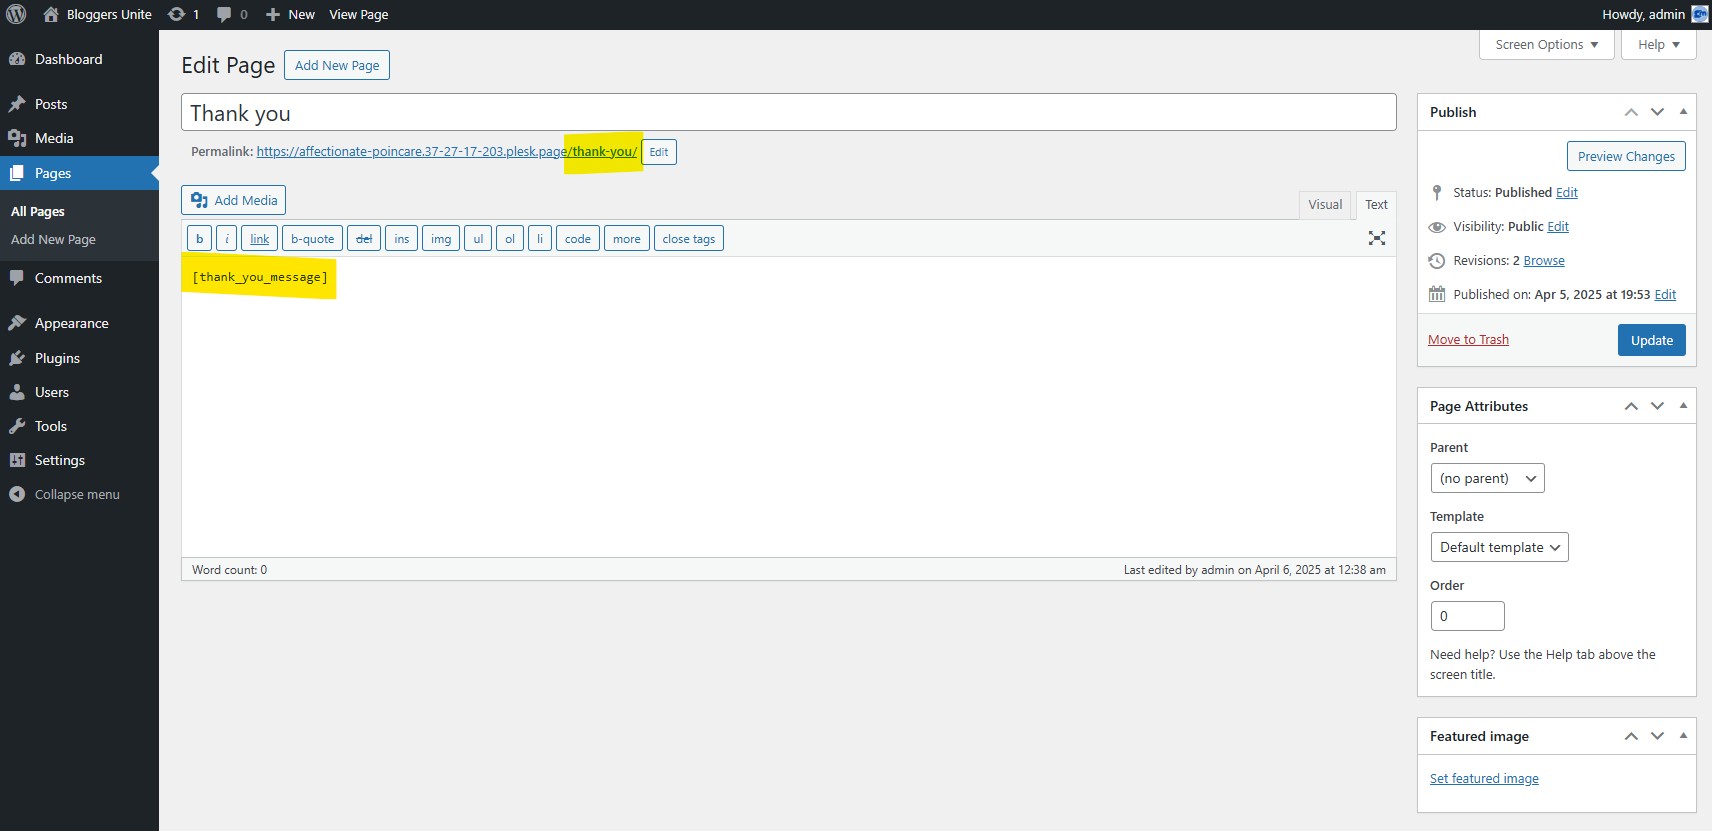 Bloggers Unite 1 0 New View Page Howdy, admin
Dashboard
Posts
Media
Pages
All Pages
Add New Page
Comments
Appearance
Plugins
Users
Tools
Settings
Collapse menu
Screen Options Help
Edit Page Add New Page
Thank you
Permalink: https://affectionate-poincare.37-27-17-203.plesk.page/thank-you/ Edit
Add Media
Visual Text
b i link b-quote del ins img ul ol li code more close tags
[thank_you_message]
Word count: 0 Last edited by admin on April 6, 2025 at 12:38 am
Publish
Preview Changes
Status: Published Edit
Visibility: Public Edit
Revisions: 2 Browse
Published on: Apr 5, 2025 at 19:53 Edit
Move to Trash Update
Page Attributes
Parent
(no parent)
Template
Default template
Order
0
Need help? Use the Help tab above the
screen title.
Featured image
Set featured image